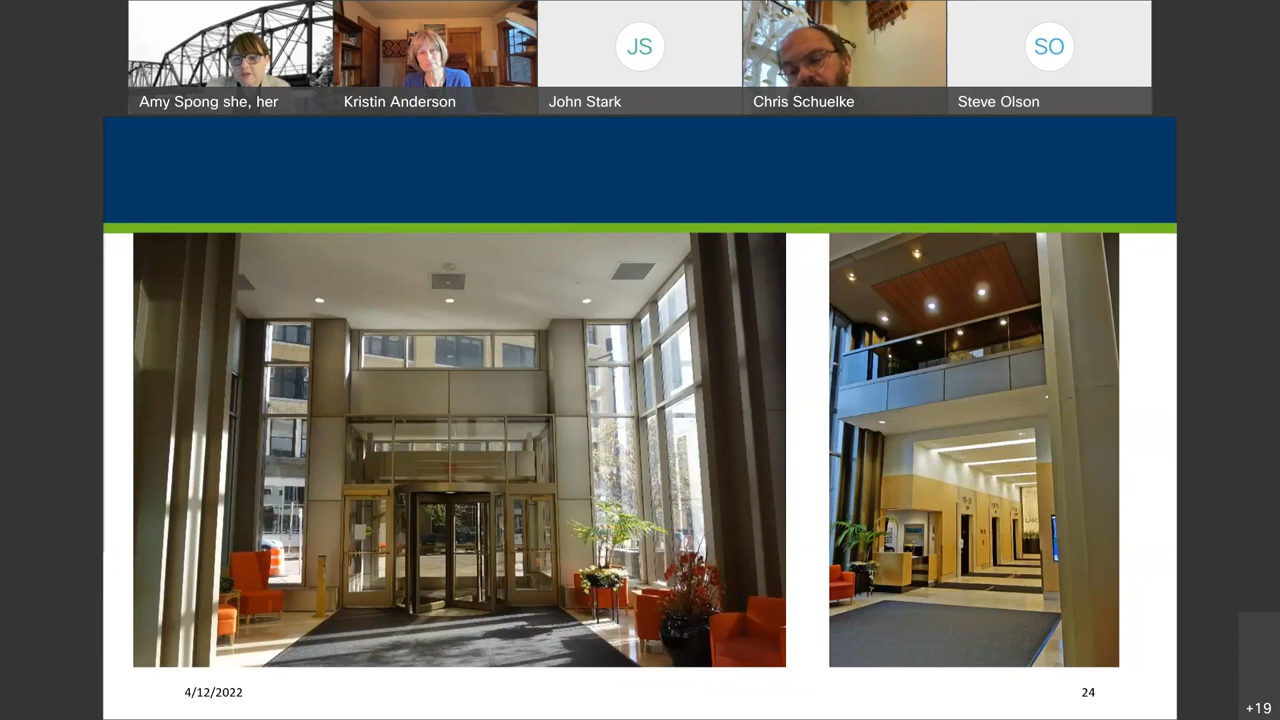 JS
SO
Amy Spong she, her
Kristin Anderson
John Stark
Chris Schuelke
Steve Olson
4/12/2022
24
+19